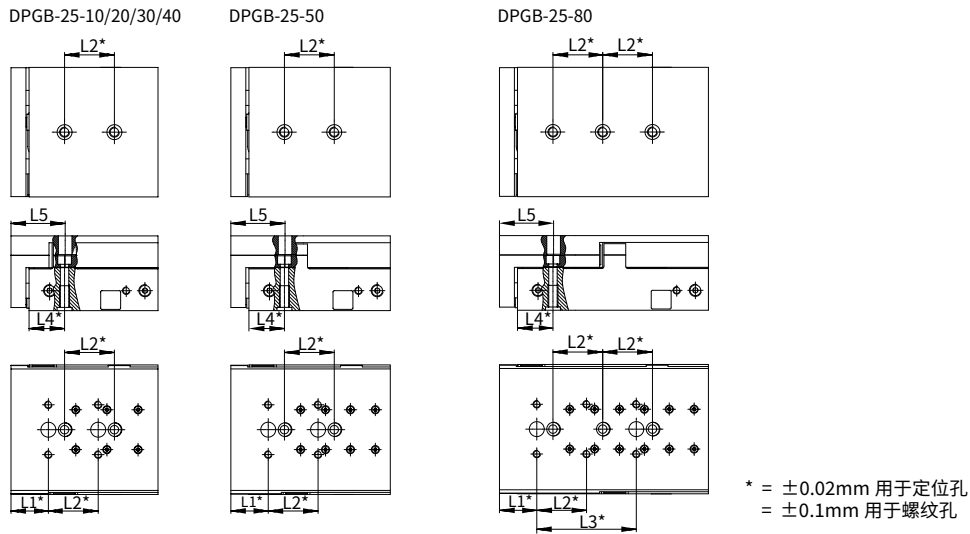 DPGB-25-10/20/30/40
DPGB-25-50
DPGB-25-80
L2*
L2*
L2*
L2*
L5
L5
L5
L4*
L4*
L4*
L2*
L2*
L2*
L2*
L1*
L2*
L1*
L2*
L1*
L2*
L3*
* = ±0.02mm 用于定位孔
= ±0.1mm 用于螺纹孔